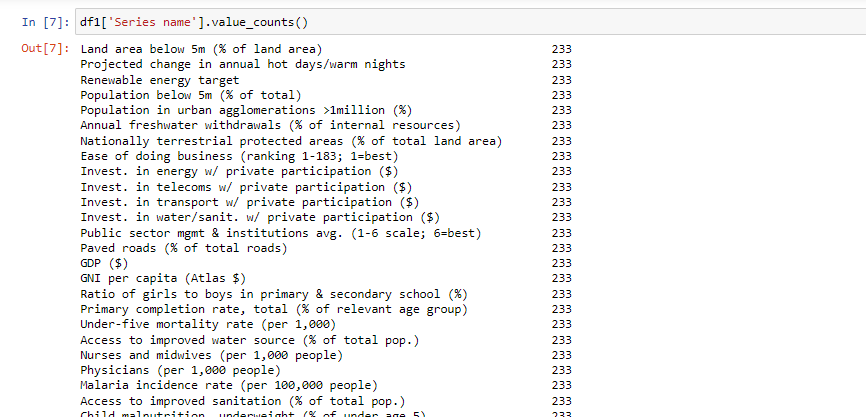 In [7]: df1['Series name'].value_counts()
Out[7]: Land area below 5m (% of land area) 233
Projected change in annual hot days/warm nights 233
Renewable energy target 233
Population below 5m (% of total) 233
Population in urban agglomerations >1million (%) 233
Annual freshwater withdrawals (% of internal resources) 233
Nationally terrestrial protected areas (% of total land area) 233
Ease of doing business (ranking 1-183; 1=best) 233
Invest. in energy w/ private participation ($) 233
Invest. in telecoms w/ private participation ($) 233
Invest. in transport w/ private participation ($) 233
Invest. in water/sanit. w/ private participation ($) 233
Public sector mgmt & institutions avg. (1-6 scale; 6=best) 233
Paved roads (% of total roads) 233
GDP ($) 233
GNI per capita (Atlas $) 233
Ratio of girls to boys in primary & secondary school (%) 233
Primary completion rate, total (% of relevant age group) 233
Under-five mortality rate (per 1,000) 233
Access to improved water source (% of total pop.) 233
Nurses and midwives (per 1,000 people) 233
Physicians (per 1,000 people) 233
Malaria incidence rate (per 100,000 people) 233
Access to improved sanitation (% of total pop.) 233
Child malnutrition, underweight (% of under age 5) 233